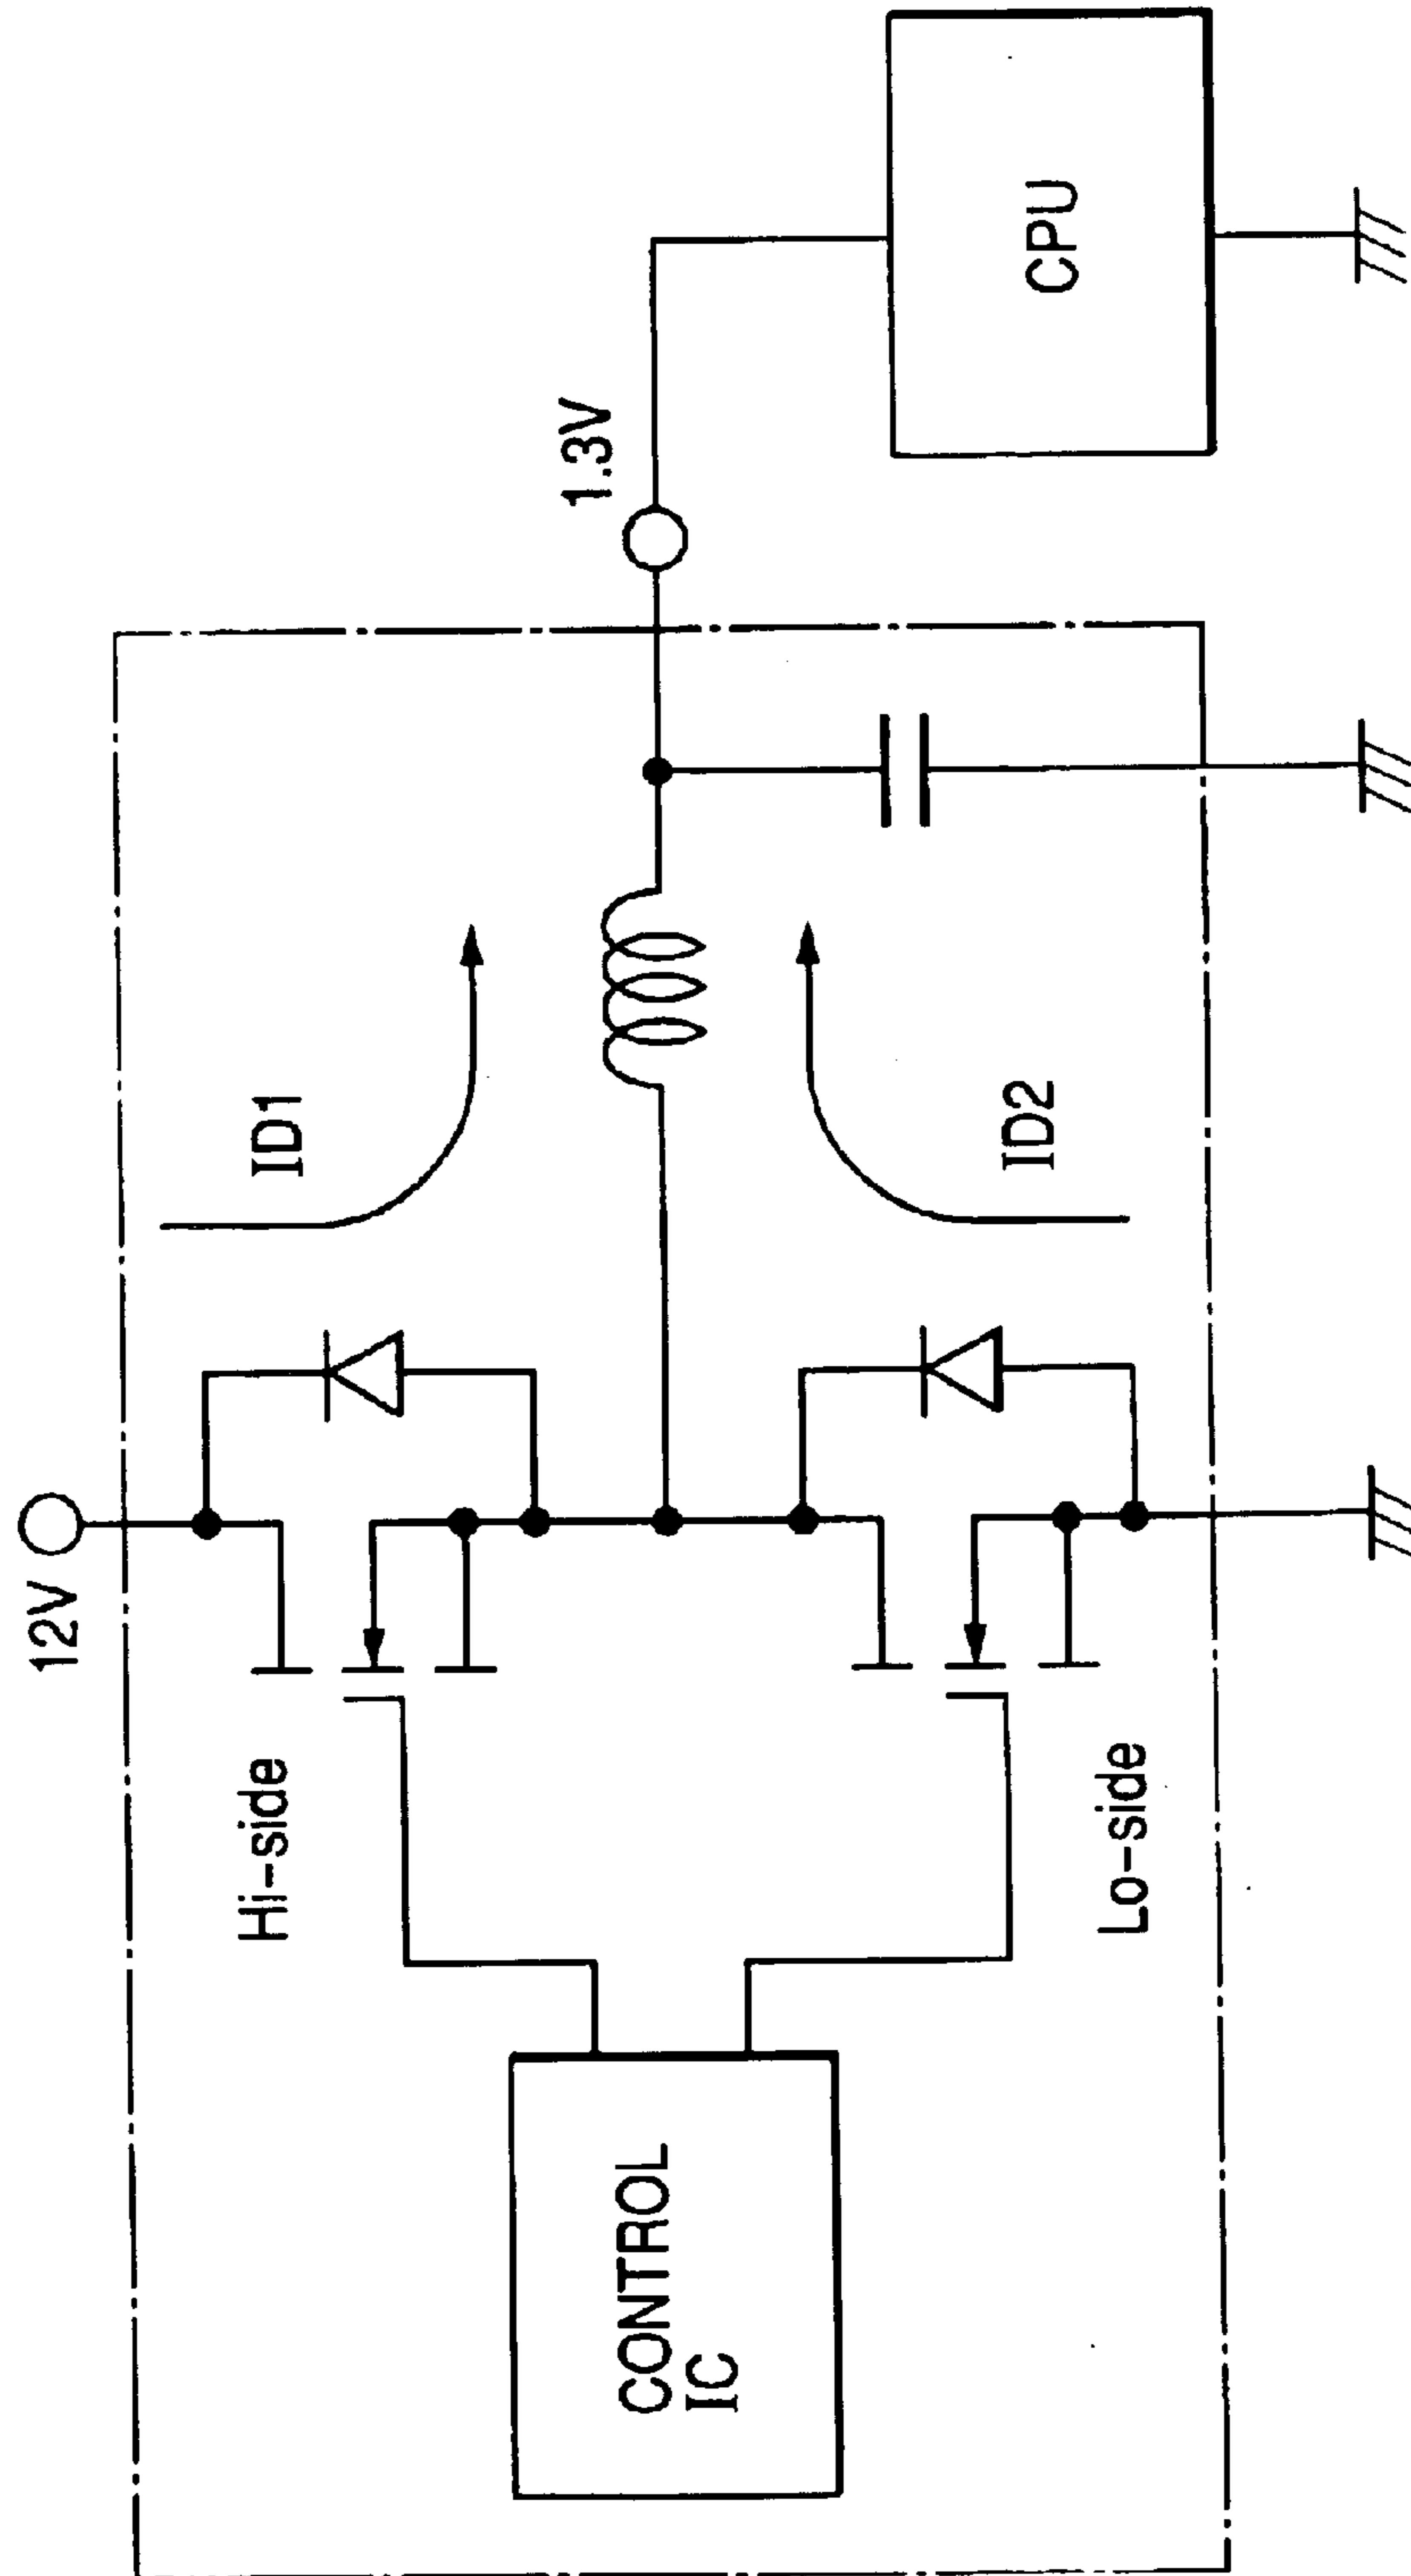 12V
Hi-side
ID1
1.3V
CONTROL
IC
CPU
Lo-side
ID2